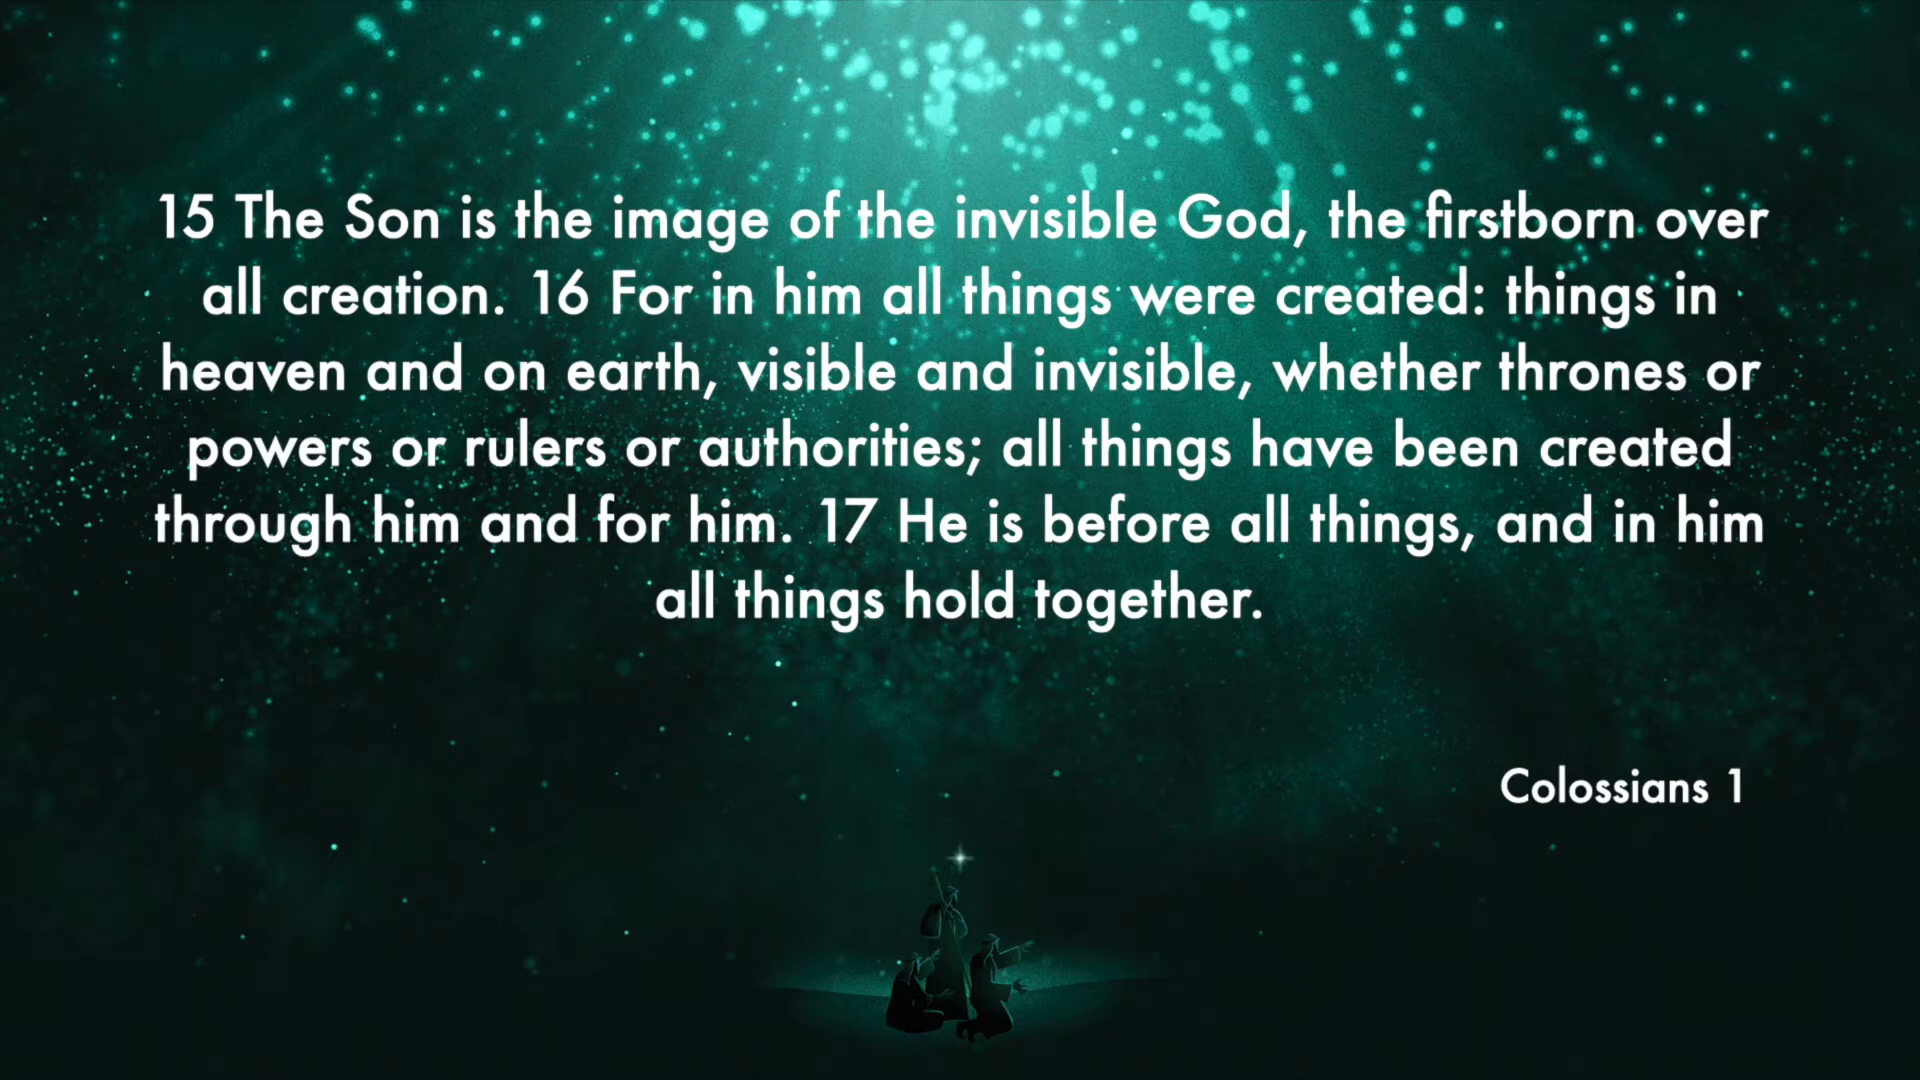 15 The Son is the image of the invisible God, the firstborn over
all creation. 16 For in him all things were created: things in
heaven and on earth, visible and invisible, whether thrones or
powers or rulers or authorities; all things have been created
through him and for him. 17 He is before all things, and in him
all things hold together.
Colossians 1